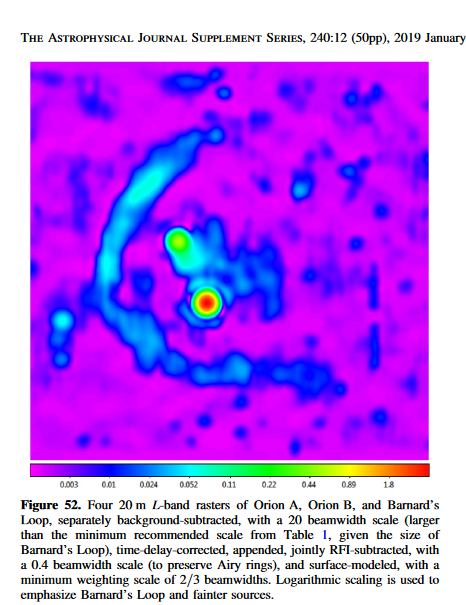 THE ASTROPHYSICAL JOURNAL SUPPLEMENT SERIES, 240:12 (50pp), 2019 January
0.003 0.01 0.024 0.052 0.11 0.22 0.44 0.89 1.8
Figure 52. Four 20 m L-band rasters of Orion A, Orion B, and Barnard's
Loop, separately background-subtracted, with a 20 beamwidth scale (larger
than the minimum recommended scale from Table 1, given the size of
Barnard's Loop), time-delay-corrected, appended, jointly RFI-subtracted, with
a 0.4 beamwidth scale (to preserve Airy rings), and surface-modeled, with a
minimum weighting scale of 2/3 beamwidths. Logarithmic scaling is used to
emphasize Barnard's Loop and fainter sources.